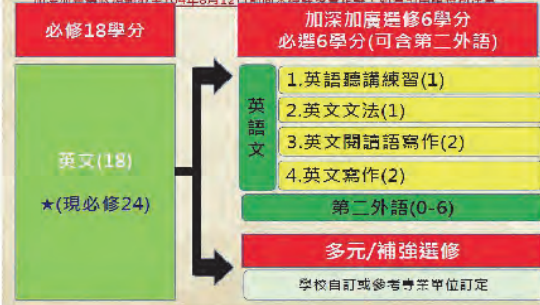 必修18學分
加深加廣選修6學分
必選6學分(可含第二外語)
英文(18)
★(現必修24)
英語文
1.英語聽講練習(1)
2.英文文法(1)
3.英文閱讀語寫作(2)
4.英文寫作(2)
第二外語(0-6)
多元/補強選修
學校自訂或參考專業單位訂定